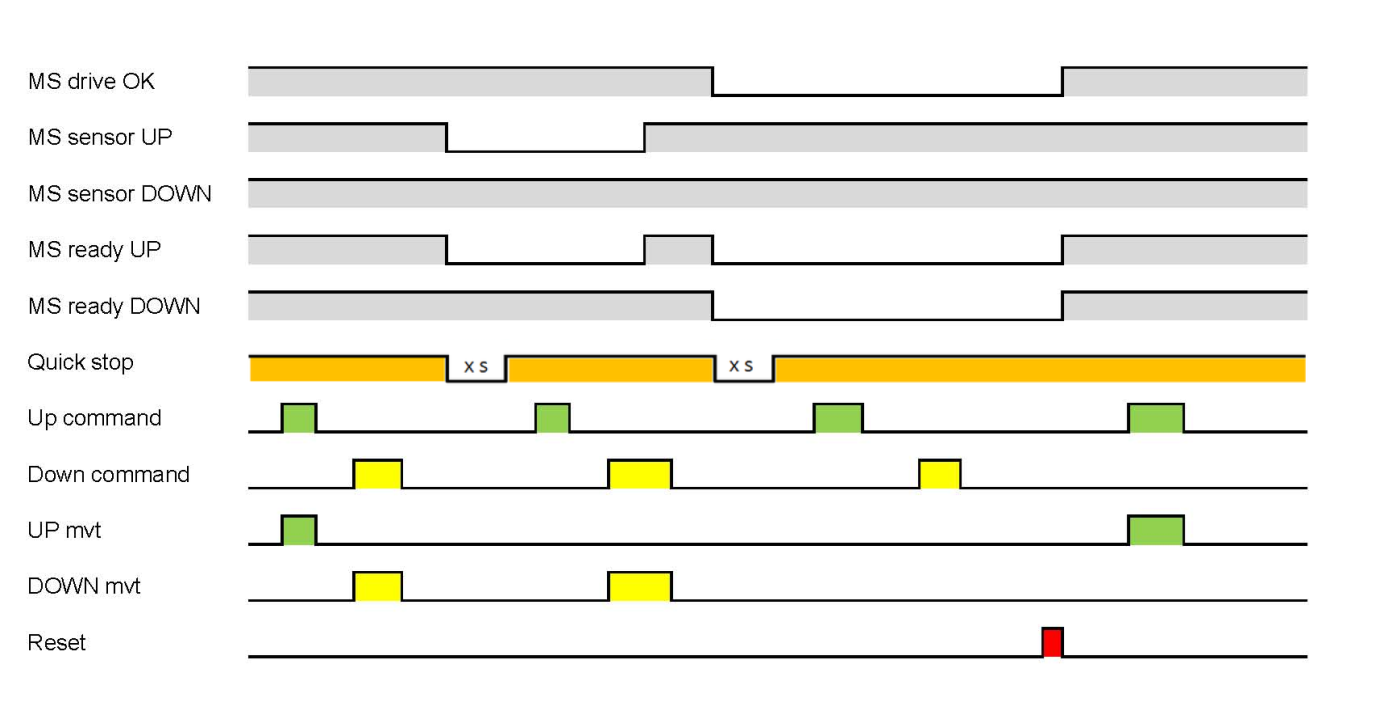 MS drive OK
MS sensor UP
MS sensor DOWN
MS ready UP
MS ready DOWN
Quick stop
x s
x s
Up command
Down command
UP mvt
DOWN mvt
Reset